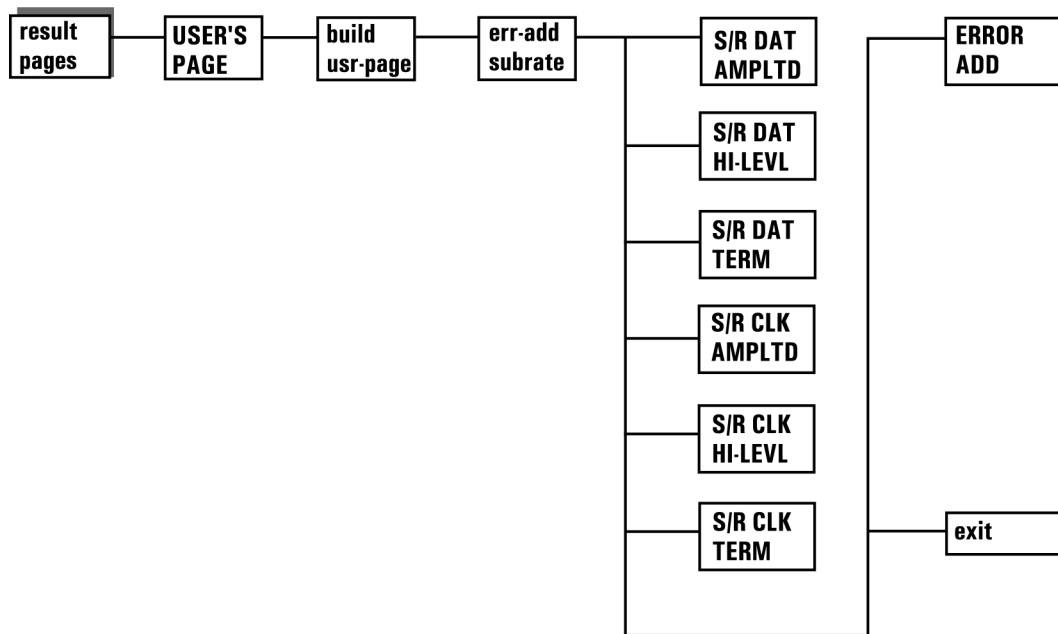 result
pages
USER'S
PAGE
build
usr-page
err-add
subrate
S/R DAT
AMPLTD
S/R DAT
HI-LEVL
S/R DAT
TERM
S/R CLK
AMPLTD
S/R CLK
HI-LEVL
S/R CLK
TERM
ERROR
ADD
exit